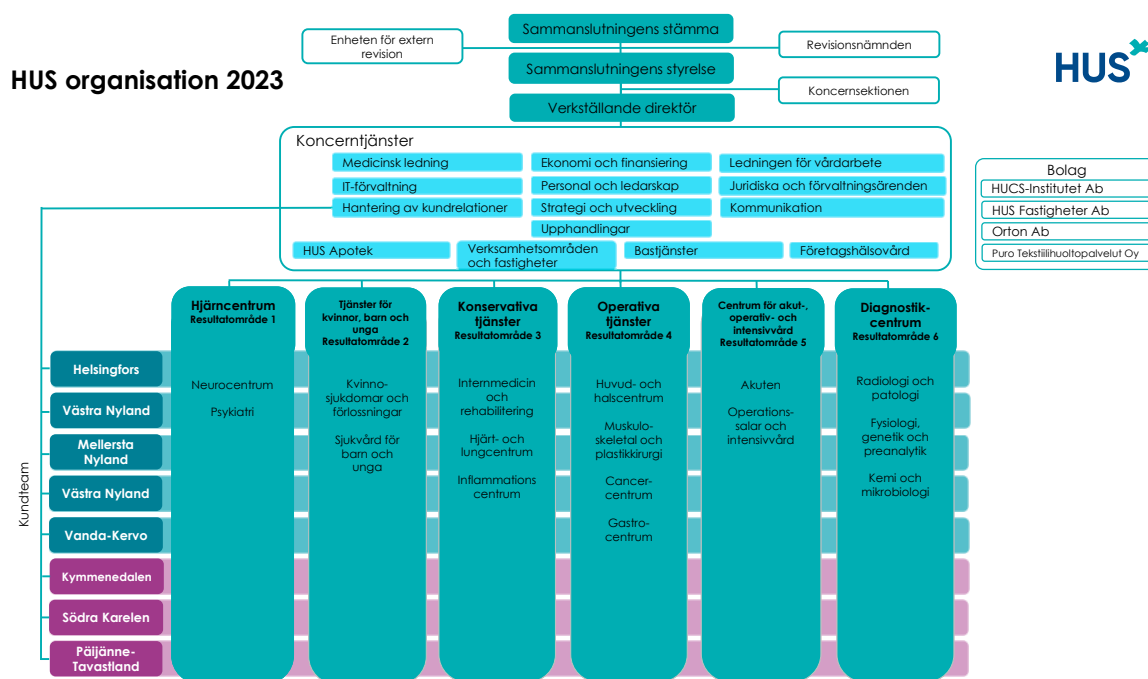 HUS organisation 2023
Enheten för extern
revision
Sammanslutningens stämma
Revisionsnämnden
Sammanslutningens styrelse
Koncernsektionen
Verkställande direktör
HUS
Koncerntjänster
Medicinsk ledning
Ekonomi och finansiering
Ledningen för vårdarbete
IT-förvaltning
Personal och ledarskap
Juridiska och förvaltningsärenden
Hantering av kundrelationer
Strategi och utveckling
Kommunikation
Upphandlingar
HUS Apotek
Verksamhetsområden
och fastigheter
Bastjänster
Företagshälsovård
Bolag
HUCS-Institutet Ab
HUS Fastigheter Ab
Orton Ab
Puro Tekstiilihuoltopalvelut Oy
Hjärncentrum
Resultatområde 1
Neurocentrum
Psykiatri
Tjänster för
kvinnor, barn och
unga
Resultatområde 2
Kvinno-
sjukdomar och
förlossningar
Sjukvård för
barn och
unga
Konservativa
tjänster
Resultatområde 3
Internmedicin
och
rehabilitering
Hjärt- och
lungcentrum
Inflammations
centrum
Operativa
tjänster
Resultatområde 4
Huvud- och
halscentrum
Muskulo-
skeletal och
plastikkirurgi
Cancer-
centrum
Gastro-
centrum
Centrum för akut-,
operativ- och
intensivvård
Resultatområde 5
Akuten
Operations-
salar och
intensivvård
Diagnostik-
centrum
Resultatområde 6
Radiologi och
patologi
Fysiologi,
genetik och
preanalytik
Kemi och
mikrobiologi
Kundteam
Helsingfors
Västra Nyland
Mellersta
Nyland
Västra Nyland
Vanda-Kervo
Kymmenedalen
Södra Karelen
Päijänne-
Tavastland